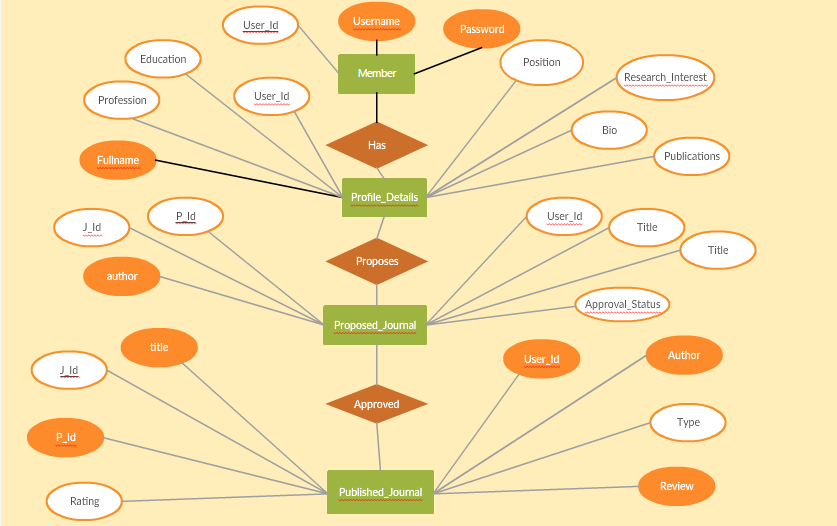 User_Id
Username
Password
Education
Member
Position
Research_Interest
Profession
User_Id
Bio
Has
Fullname
Publications
Profile_Details
J_Id
P_Id
User_Id
Title
Title
author
Proposes
Approval_Status
Proposed_Journal
title
User_Id
Author
J_Id
Approved
Type
P_Id
Rating
Published_Journal
Review